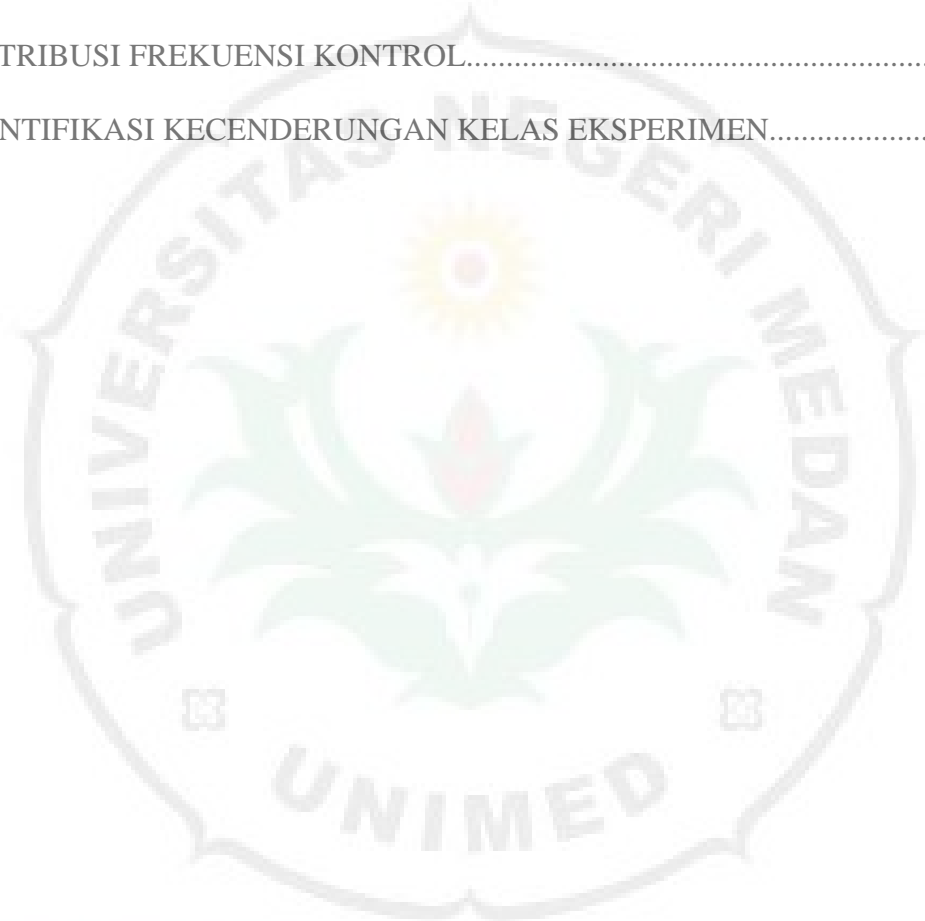 TRIBUSI FREKUENSI KONTROL............................................................
NTIFIKASI KECENDERUNGAN KELAS EKSPERIMEN....................
UNIVERSITAS NEGERI MEDAN
UNIMED